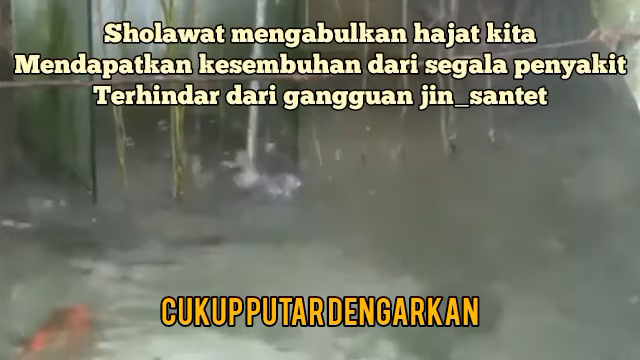 Sholawat mengabulkan hajat kita
Mendapatkan kesembuhan dari segala penyakit
Terhindar dari gangguan jin_santet
CUKUP PUTAR DENGARKAN